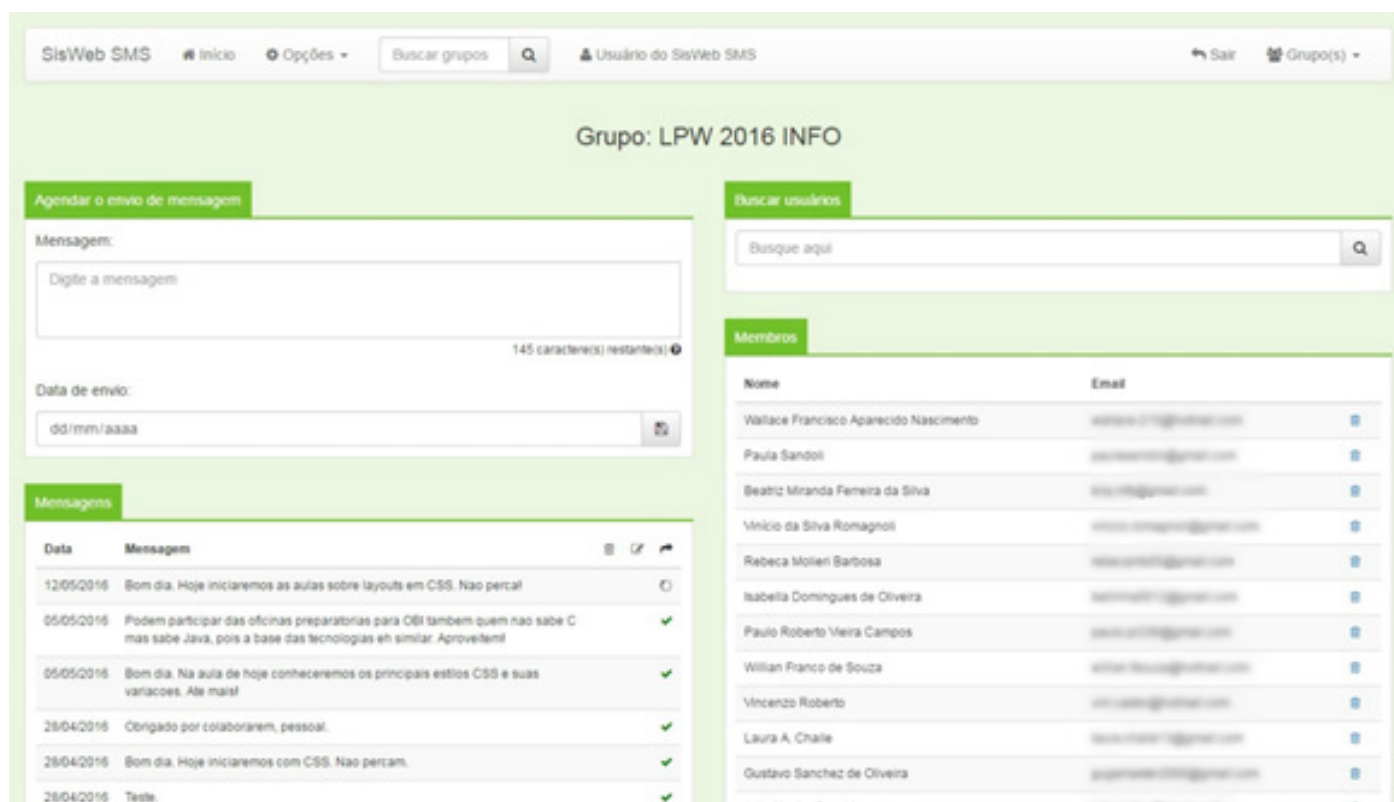 SisWeb SMS Início Opções Buscar grupos Usuário do SisWeb SMS Sair Grupo(s)
Grupo: LPW 2016 INFO
Agendar o envio de mensagem
Mensagem:
Digite a mensagem
145 caractere(s) restante(s)
Data de envio:
dd/mm/aaaa
Mensagens
Data Mensagem
12/05/2016 Bom dia. Hoje iniciaremos as aulas sobre layouts em CSS. Nao perca!
05/05/2016 Podem participar das oficinas preparatorias para OBI tambem quem nao sabe C
mas sabe Java, pois a base das tecnologias eh similar. Aproveitem!
05/05/2016 Bom dia. Na aula de hoje conheceremos os principais estilos CSS e suas
variacoes. Ate mais!
28/04/2016 Obrigado por colaborarem, pessoal.
28/04/2016 Bom dia. Hoje iniciaremos com CSS. Nao percam.
28/04/2016 Teste.
Buscar usuários
Busque aqui
Membros
Nome Email
Wallace Francisco Aparecido Nascimento
Paula Sandoli
Beatriz Miranda Ferreira da Silva
Vinício da Silva Romagnoli
Rebeca Molieri Barbosa
Isabella Domingues de Oliveira
Paulo Roberto Vieira Campos
Willian Franco de Souza
Vincenzo Roberto
Laura A. Chaile
Gustavo Sanchez de Oliveira